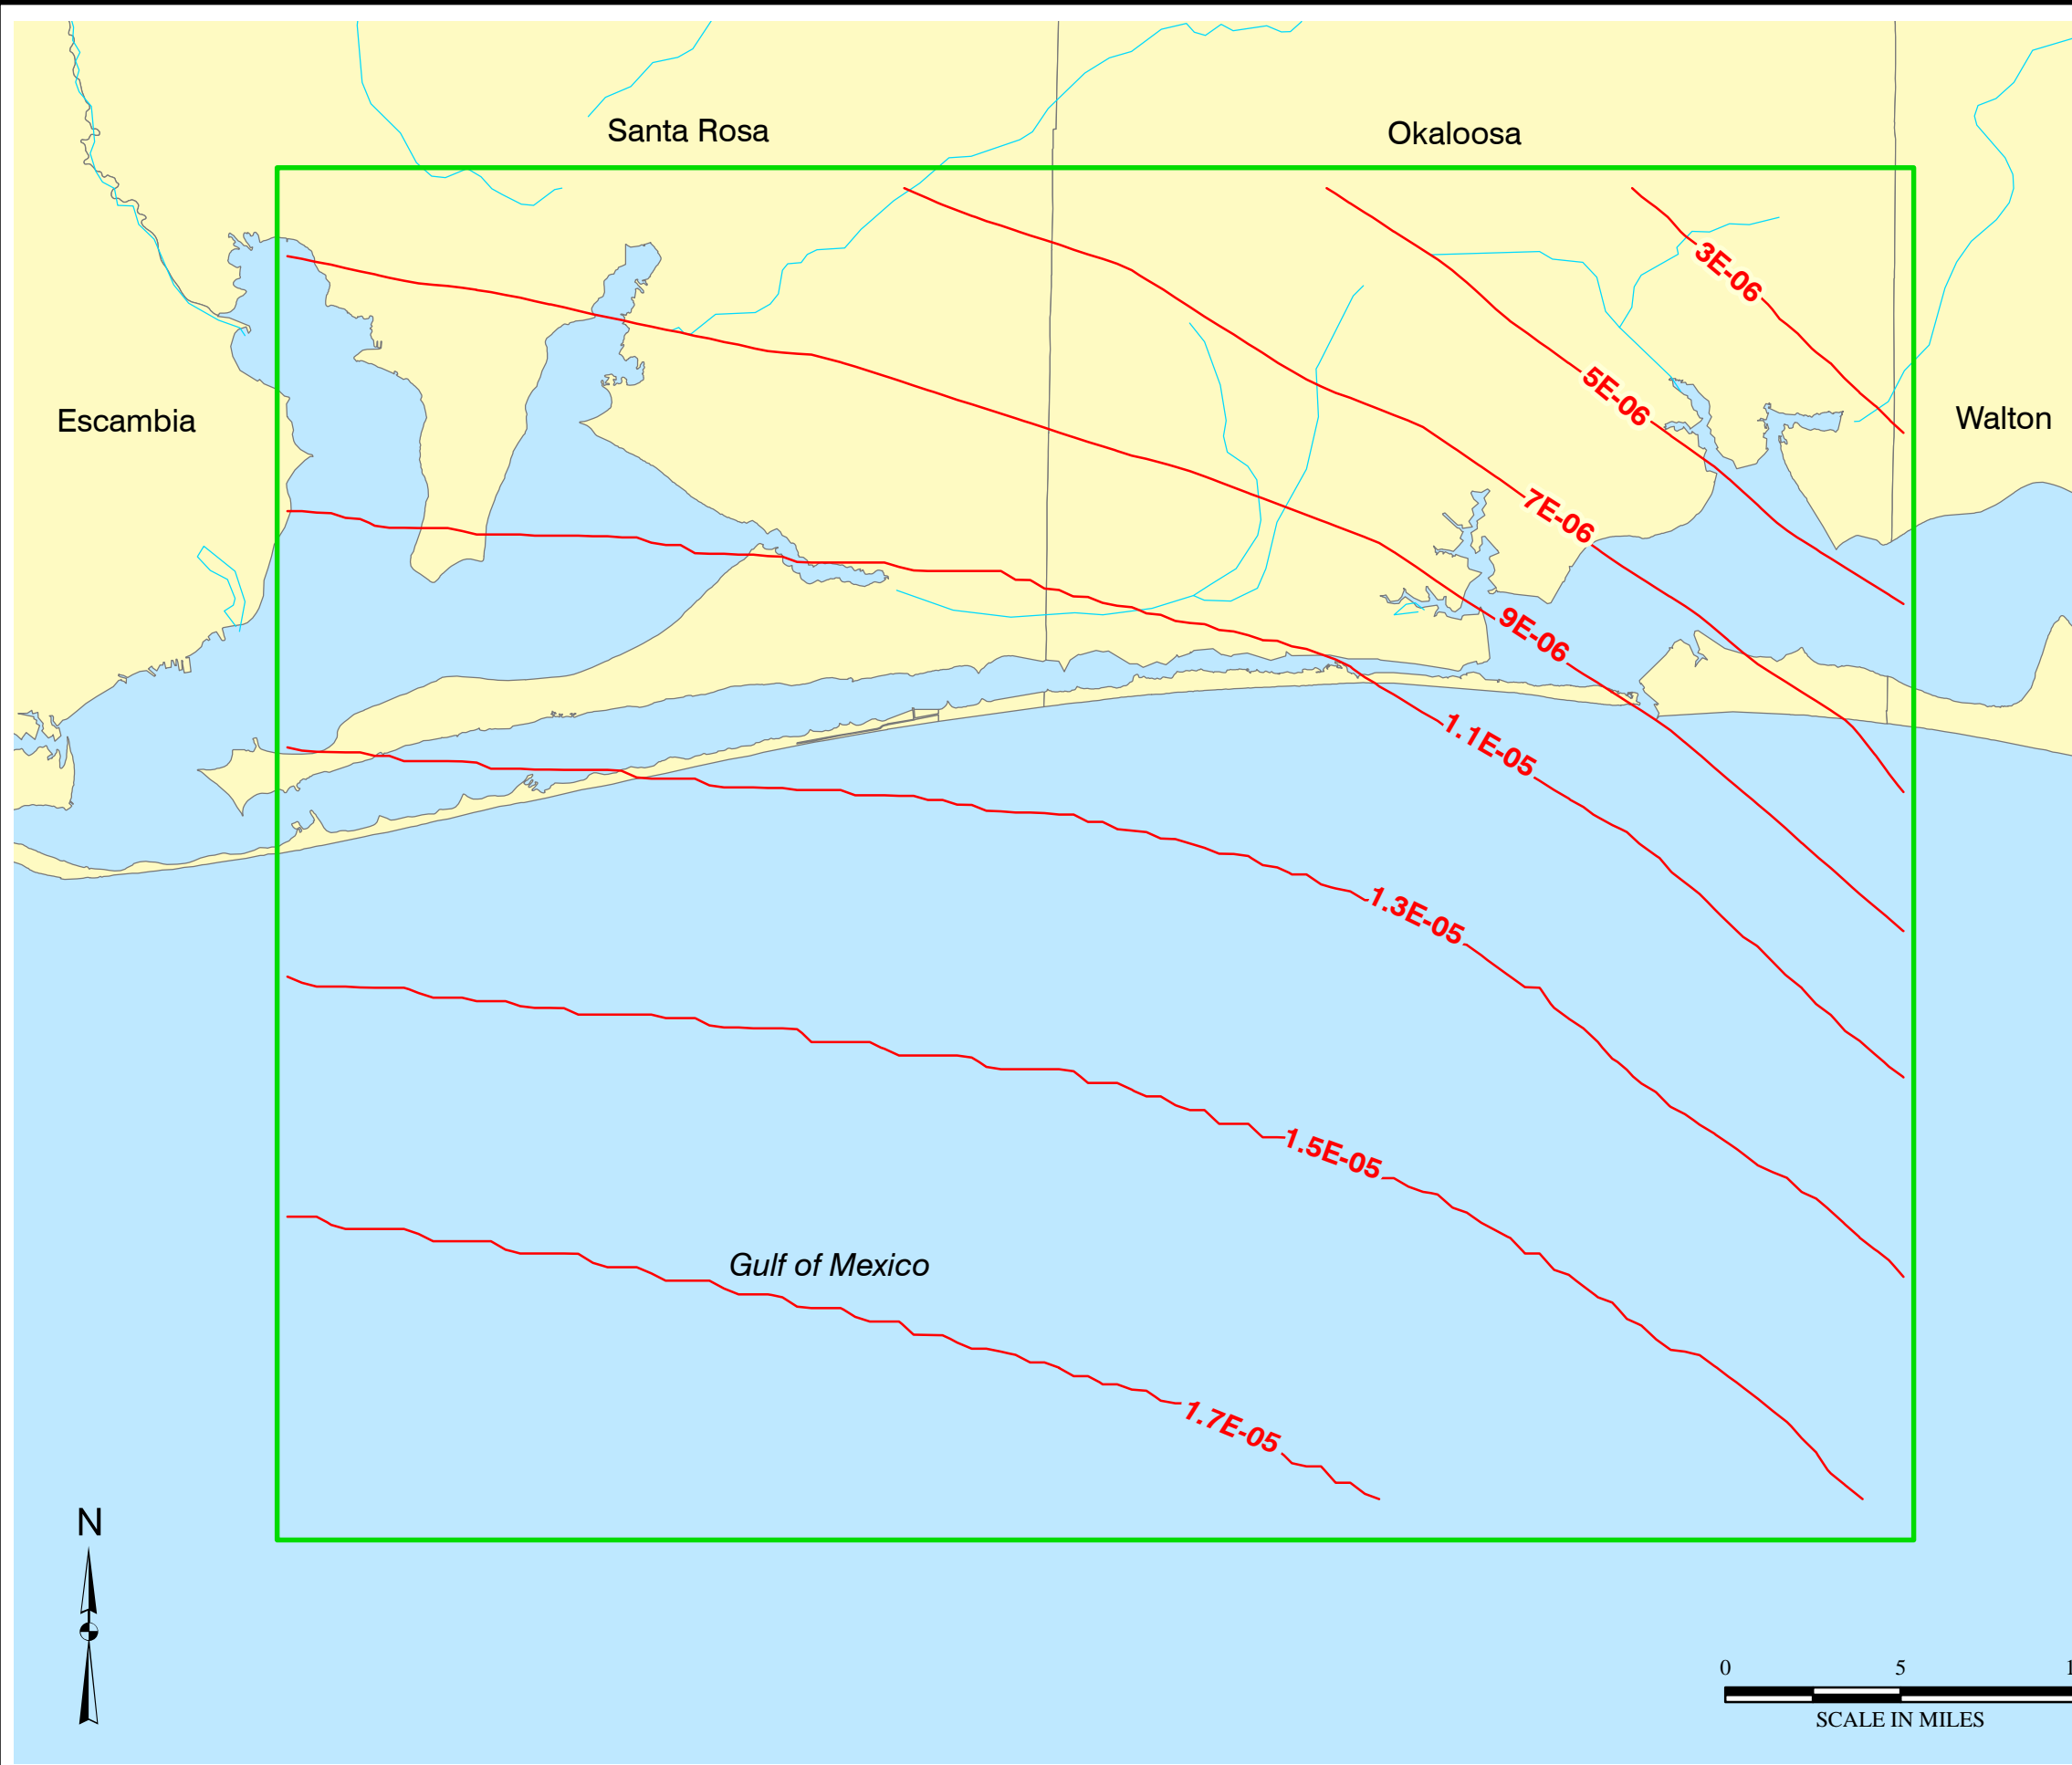 Santa Rosa
Okaloosa
3E-06
5E-06
Escambia
Walton
7E-06
9E-06
1.1E-05
1.3E-05
1.5E-05
Gulf of Mexico
1.7E-05
N
0 5
SCALE IN MILES